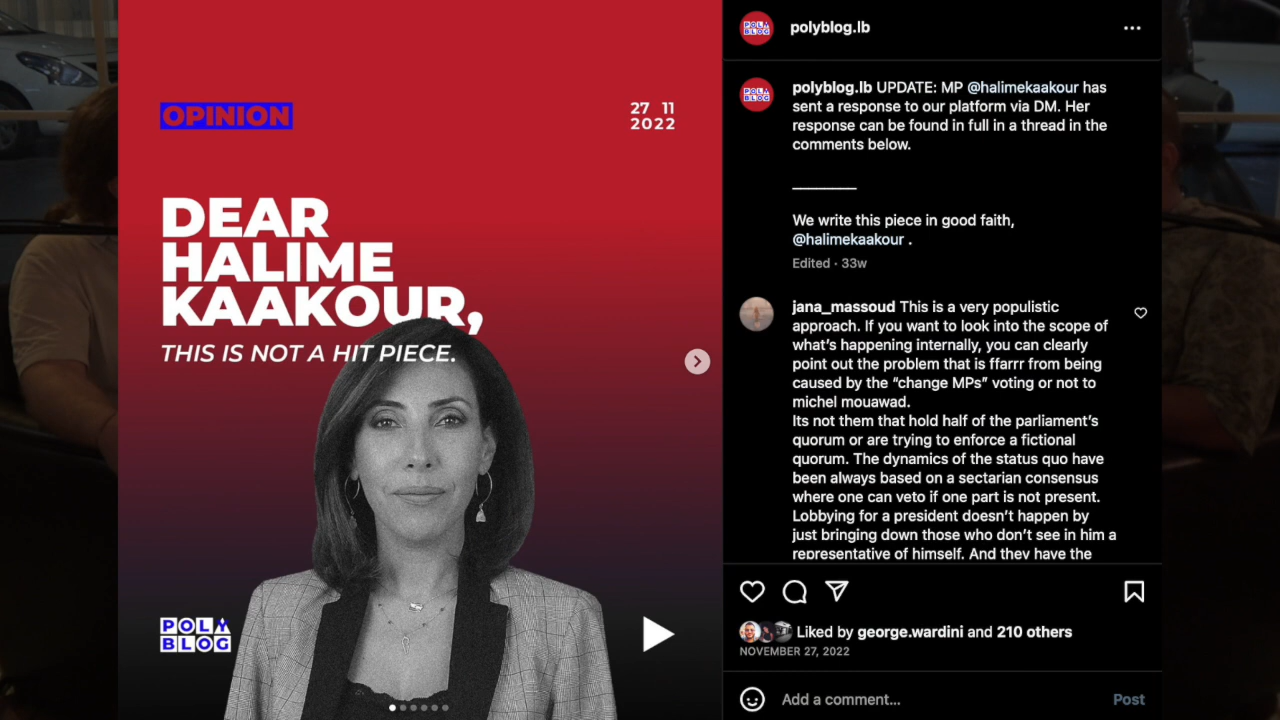 OPINION
27 11
2022
DEAR
HALIME
KAAKOUR,
THIS IS NOT A HIT PIECE.
POLY
BLOG
POLY
BLOG
polyblog.lb
POLY
BLOG
polyblog.lb UPDATE: MP @halimekaakour has
sent a response to our platform via DM. Her
response can be found in full in a thread in the
comments below.
________
We write this piece in good faith,
@halimekaakour .
Edited · 33w
jana_massoud This is a very populistic
approach. If you want to look into the scope of
what's happening internally, you can clearly
point out the problem that is ffarrr from being
caused by the “change MPs” voting or not to
michel mouawad.
Its not them that hold half of the parliament's
quorum or are trying to enforce a fictional
quorum. The dynamics of the status quo have
been always based on a sectarian consensus
where one can veto if one part is not present.
Lobbying for a president doesn't happen by
just bringing down those who don't see in him a
representative of himself. And they have the
Liked by george.wardini and 210 others
NOVEMBER 27, 2022
Add a comment...
Post